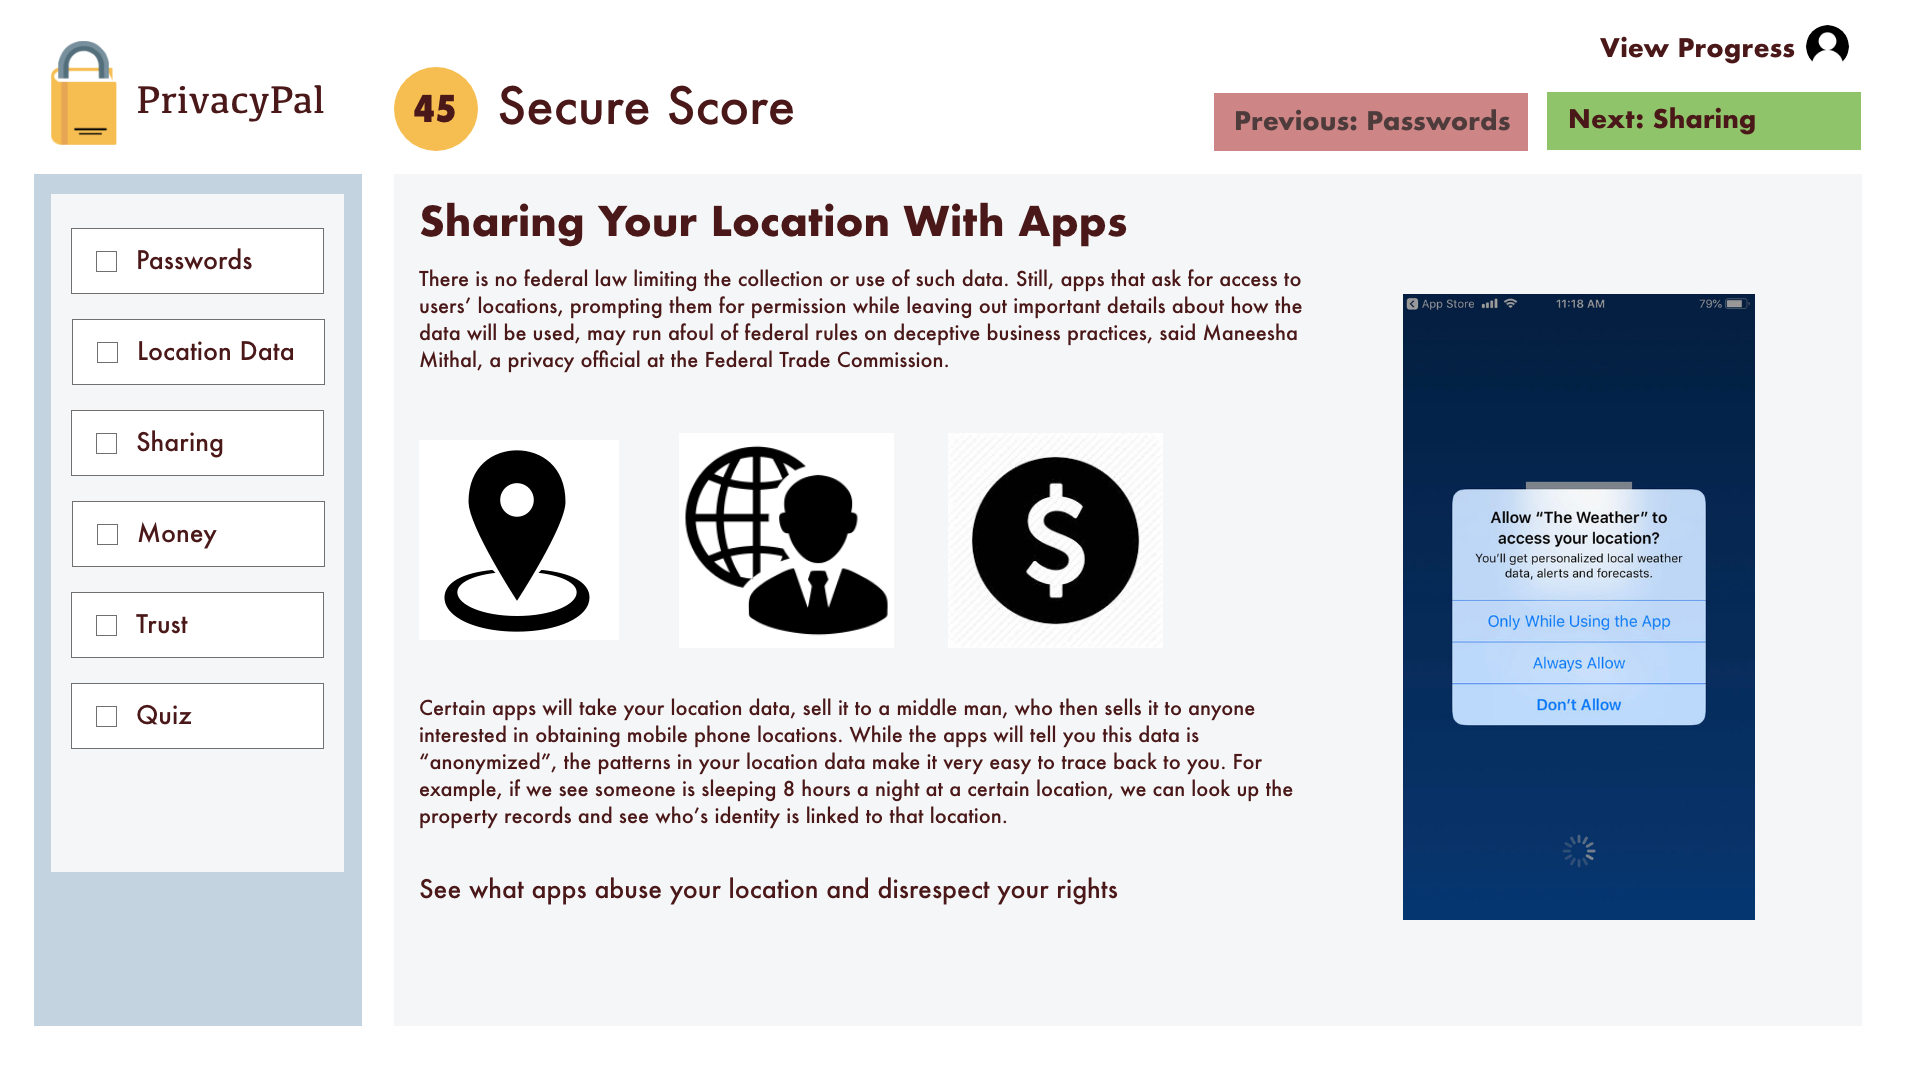 View Progress
PrivacyPal
45
Secure Score
Previous: Passwords
Next: Sharing
Passwords
Location Data
Sharing
Money
Trust
Quiz
Sharing Your Location With Apps
There is no federal law limiting the collection or use of such data. Still, apps that ask for access to
users’ locations, prompting them for permission while leaving out important details about how the
data will be used, may run afoul of federal rules on deceptive business practices, said Maneesha
Mithal, a privacy official at the Federal Trade Commission.
Certain apps will take your location data, sell it to a middle man, who then sells it to anyone
interested in obtaining mobile phone locations. While the apps will tell you this data is
“anonymized”, the patterns in your location data make it very easy to trace back to you. For
example, if we see someone is sleeping 8 hours a night at a certain location, we can look up the
property records and see who’s identity is linked to that location.
See what apps abuse your location and disrespect your rights
App Store 11:18 AM 79%
Allow “The Weather” to
access your location?
You’ll get personalized local weather
data, alerts and forecasts.
Only While Using the App
Always Allow
Don’t Allow